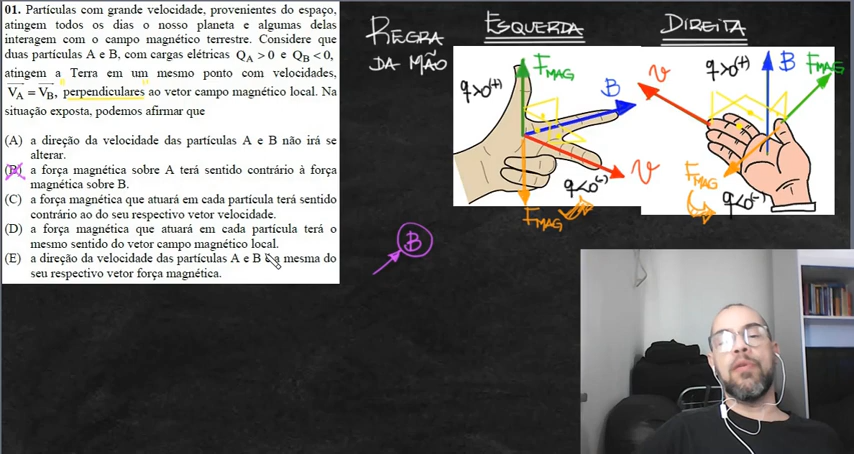 01. Partículas com grande velocidade, provenientes do espaço,
atingem todos os dias o nosso planeta e algumas delas
interagem com o campo magnético terrestre. Considere que
duas partículas A e B, com cargas elétricas Q_A > 0 e Q_B < 0,
atingem a Terra em um mesmo ponto com velocidades,
V_A = V_B, perpendiculares ao vetor campo magnético local. Na
situação exposta, podemos afirmar que
(A) a direção da velocidade das partículas A e B não irá se
alterar.
(B) a força magnética sobre A terá sentido contrário à força
magnética sobre B.
(C) a força magnética que atuará em cada partícula terá sentido
contrário ao do seu respectivo vetor velocidade.
(D) a força magnética que atuará em cada partícula terá o
mesmo sentido do vetor campo magnético local.
(E) a direção da velocidade das partículas A e B é a mesma do
seu respectivo vetor força magnética.
REGRA
DA MÃO
ESQUERDA
DIREITA
FMAG
q>0(+)
B
v
q<0(-)
FMAG
v
q>0(+)
B
FMAG
FMAG
q<0(-)
B